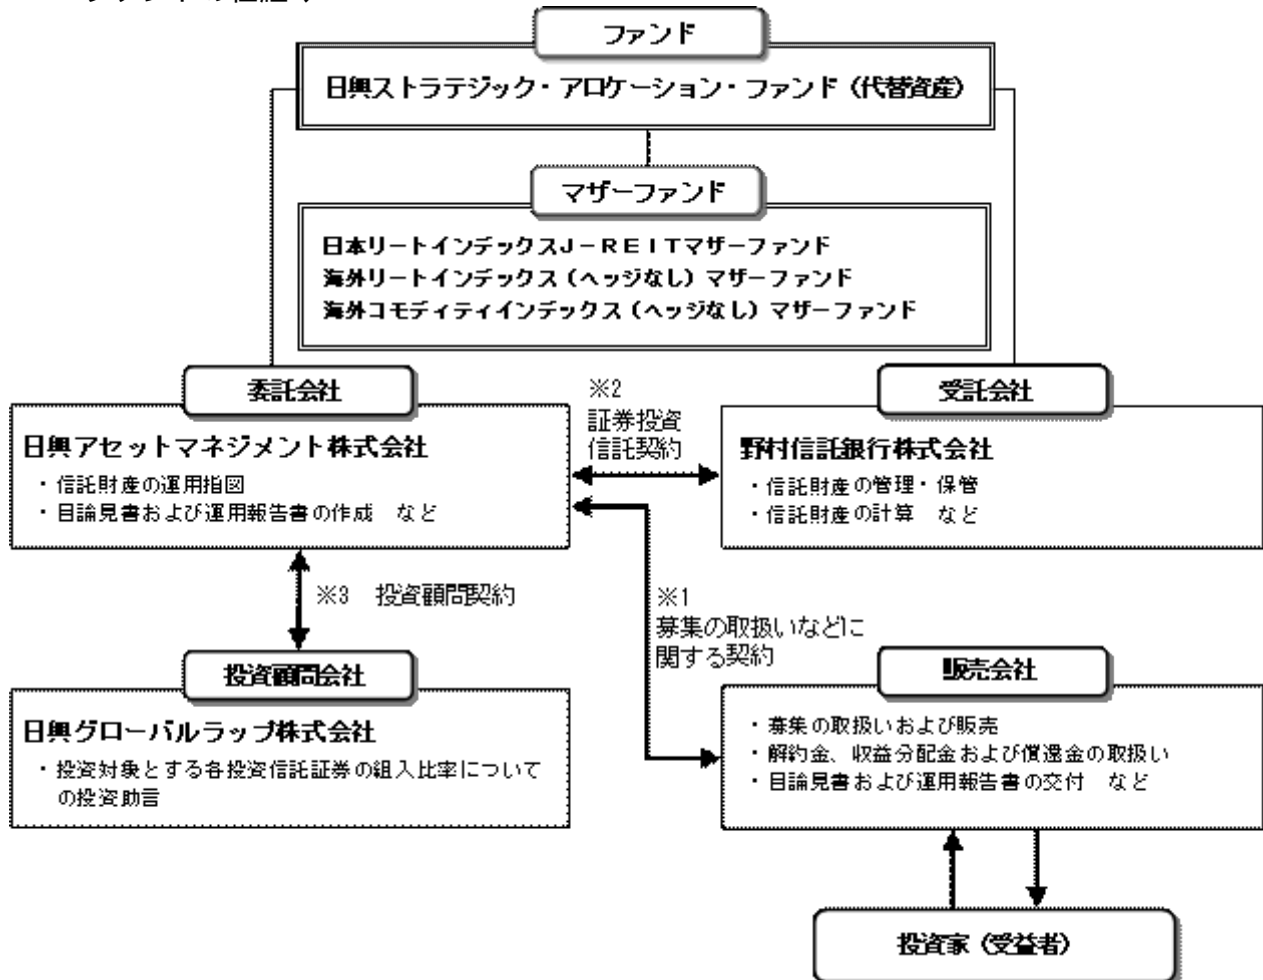 ファンド
日興ストラテジック・アロケーション・ファンド（代替資産）
マザーファンド
日本リートインデックスJ－REITマザーファンド
海外リートインデックス（ヘッジなし）マザーファンド
海外コモディティインデックス（ヘッジなし）マザーファンド
委託会社
日興アセットマネジメント株式会社
・信託財産の運用指図
・目論見書および運用報告書の作成　など
※2
証券投資
信託契約
受託会社
野村信託銀行株式会社
・信託財産の管理・保管
・信託財産の計算　など
※3　投資顧問契約
※1
募集の取扱いなどに
関する契約
投資顧問会社
日興グローバルラップ株式会社
・投資対象とする各投資信託証券の組入比率について
の投資助言
販売会社
・募集の取扱いおよび販売
・解約金、収益分配金および償還金の取扱い
・目論見書および運用報告書の交付　など
投資家（受益者）